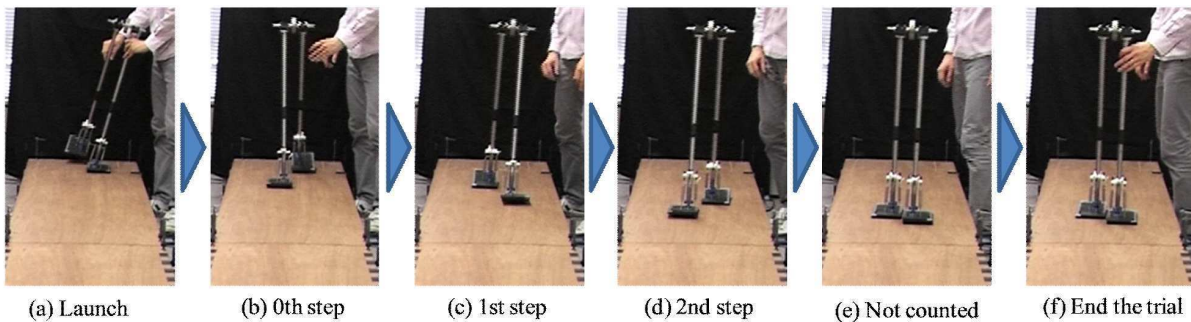 (a) Launch
(b) 0th step
(c) 1st step
(d) 2nd step
(e) Not counted
(f) End the trial